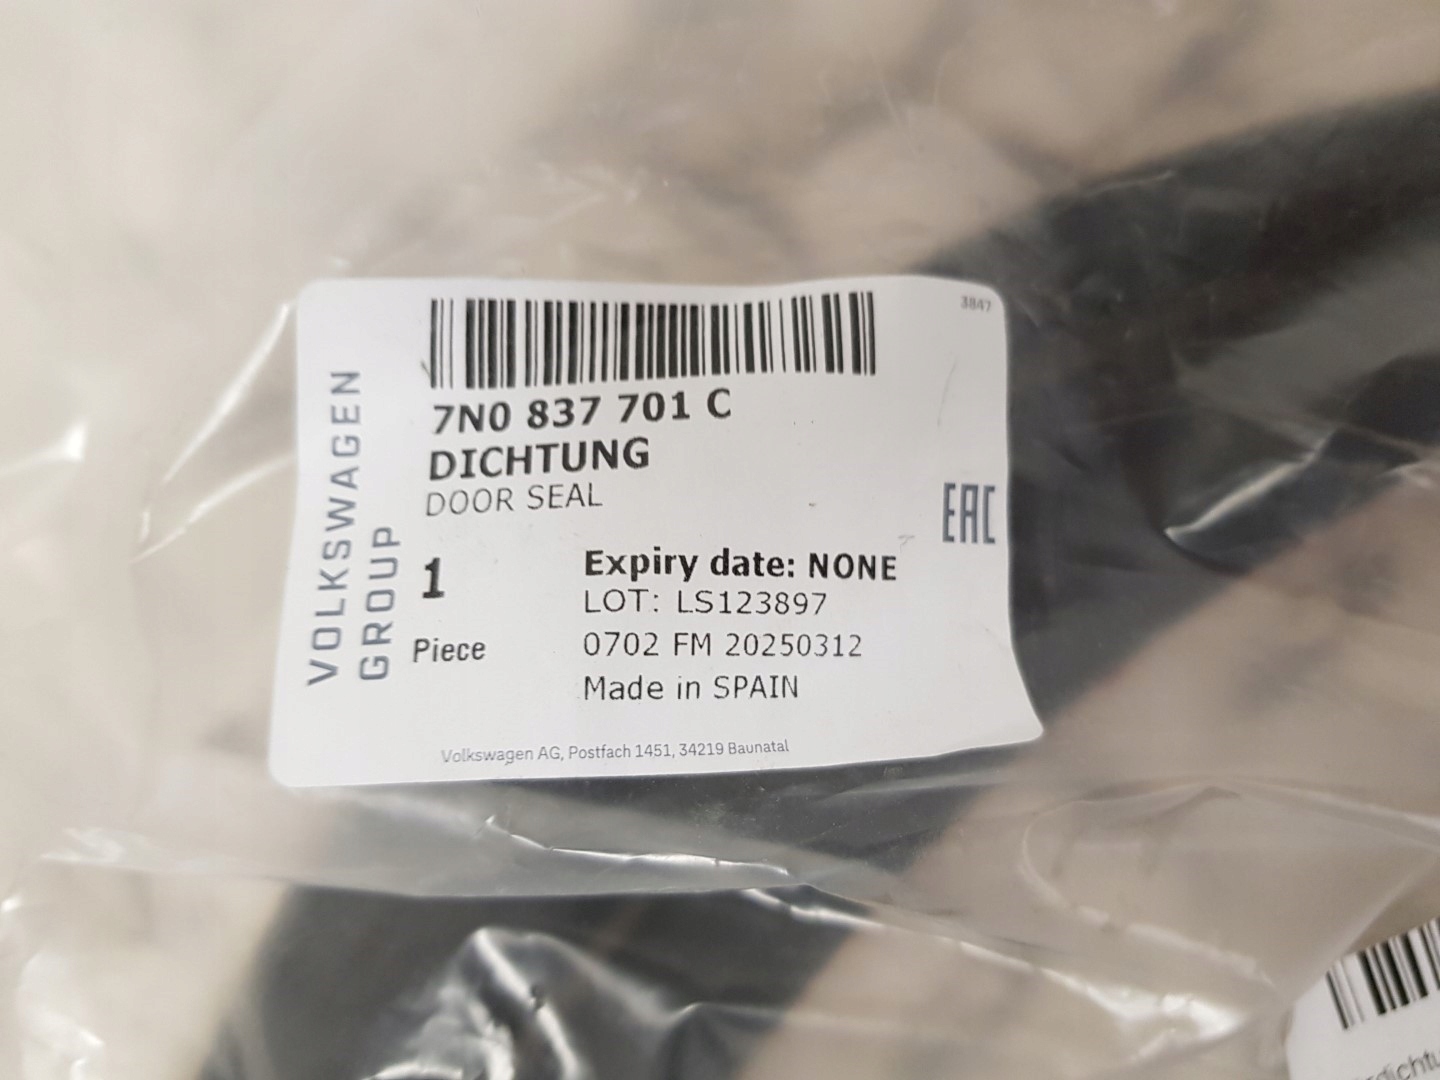 3847
7N0 837 701 C
DICHTUNG
DOOR SEAL
EAC
VOLKSWAGEN
GROUP
1
Piece
Expiry date: NONE
LOT: LS123897
0702 FM 20250312
Made in SPAIN
Volkswagen AG, Postfach 1451, 34219 Baunatal